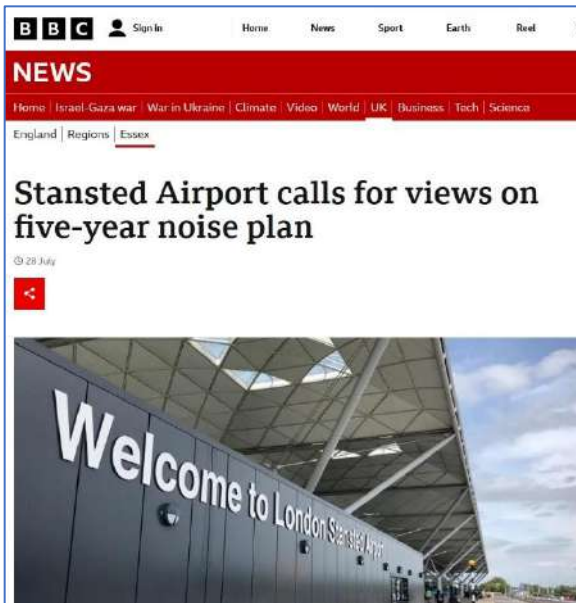 BBC Sign in Home News Sport Earth Reel
NEWS
Home | Israel-Gaza war | War in Ukraine | Climate | Video | World | UK | Business | Tech | Science
England | Regions | Essex
Stansted Airport calls for views on
five-year noise plan
28 July
Welcome to London Stansted Airport